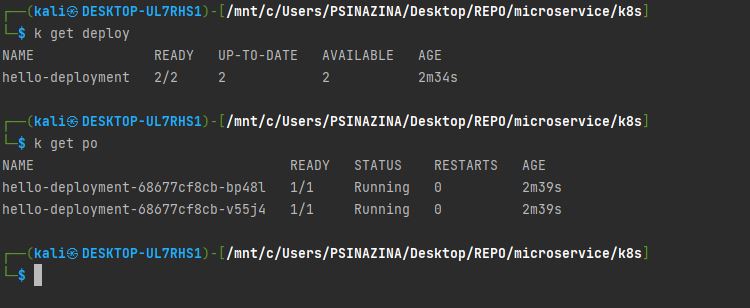 ┌──(kali㉿DESKTOP-UL7RHS1)-[/mnt/c/Users/PSINAZINA/Desktop/REPO/microservice/k8s]
└─$ k get deploy
NAME               READY   UP-TO-DATE   AVAILABLE   AGE
hello-deployment   2/2     2            2           2m34s
┌──(kali㉿DESKTOP-UL7RHS1)-[/mnt/c/Users/PSINAZINA/Desktop/REPO/microservice/k8s]
└─$ k get po
NAME                                READY   STATUS    RESTARTS   AGE
hello-deployment-68677cf8cb-bp48l   1/1     Running   0          2m39s
hello-deployment-68677cf8cb-v55j4   1/1     Running   0          2m39s
┌──(kali㉿DESKTOP-UL7RHS1)-[/mnt/c/Users/PSINAZINA/Desktop/REPO/microservice/k8s]
└─$